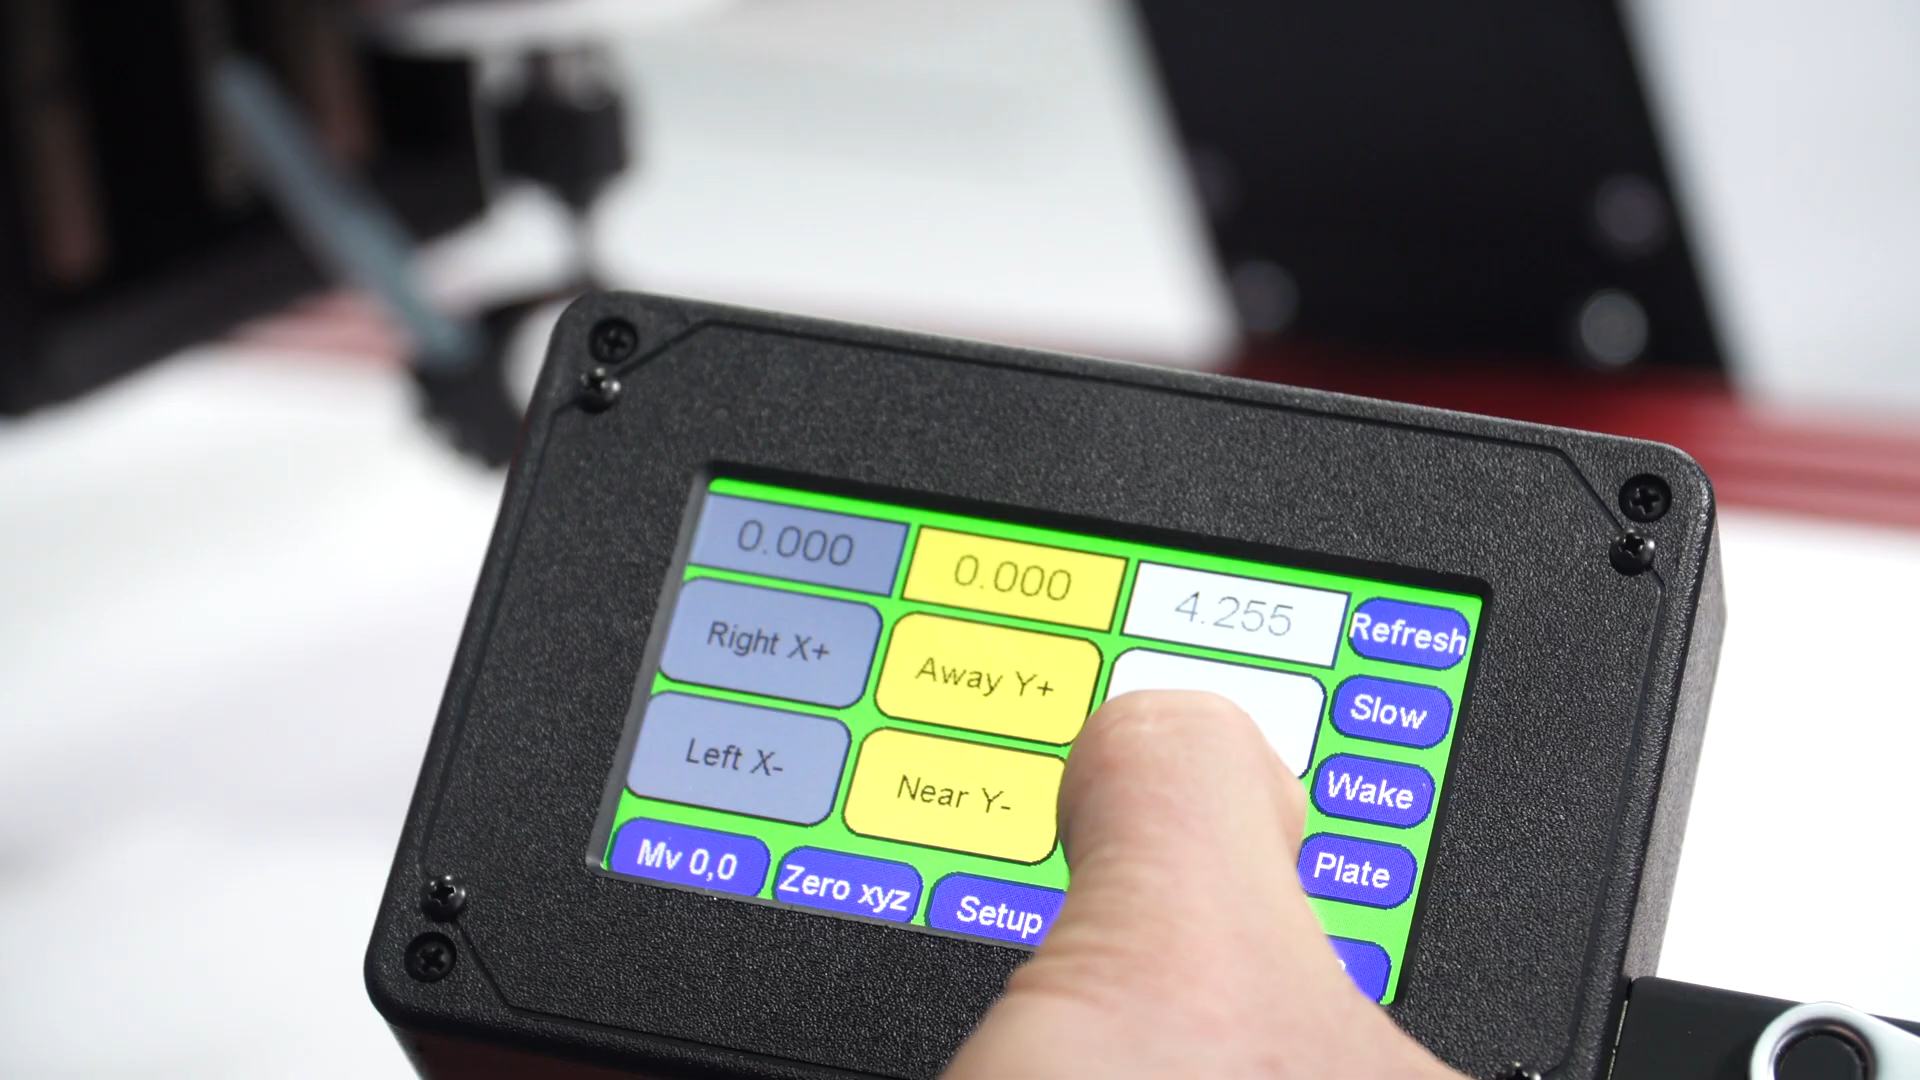 0.000 0.000 4.255 Refresh
Right X+ Away Y+ Slow
Left X- Near Y- Wake
Plate
Mv 0,0 Zero xyz Setup